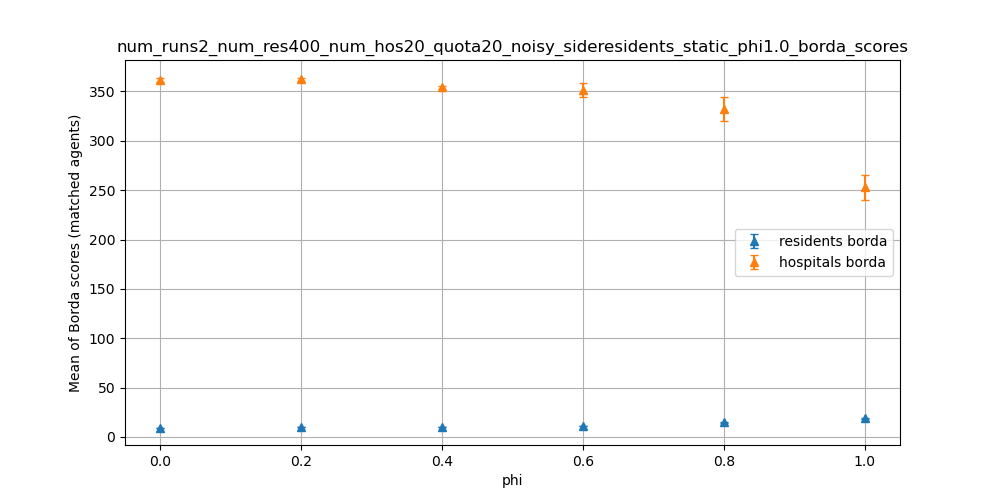 num_runs2_num_res400_num_hos20_quota20_noisy_sideresidents_static_phi1.0_borda_scores
350
300
250
200
150
100
50
0
Mean of Borda scores (matched agents)
residents borda
hospitals borda
0.0 0.2 0.4 0.6 0.8 1.0
phi